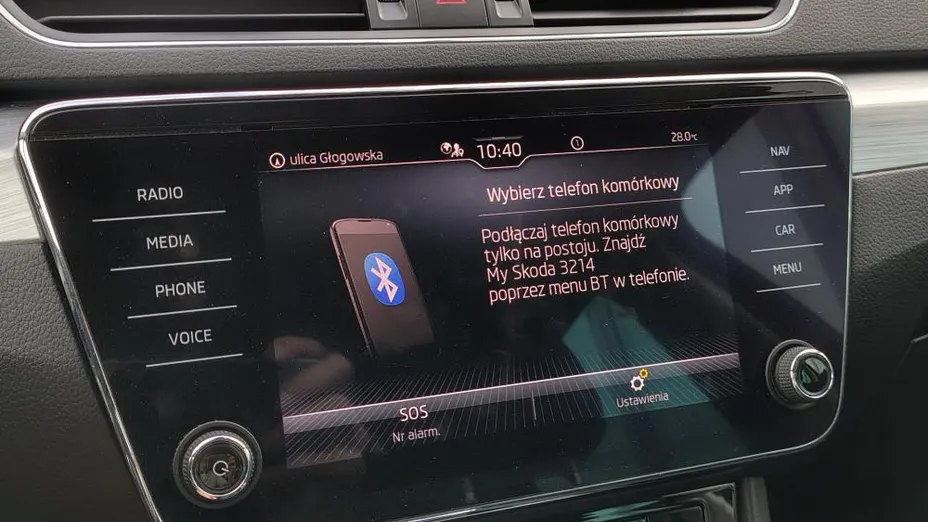 ulica Głogowska
10:40
1
28.0°C
RADIO
MEDIA
PHONE
VOICE
Wybierz telefon komórkowy
Podłączaj telefon komórkowy
tylko na postoju. Znajdź
My Skoda 3214
poprzez menu BT w telefonie.
NAV
APP
CAR
MENU
SOS
Nr alarm.
Ustawienia